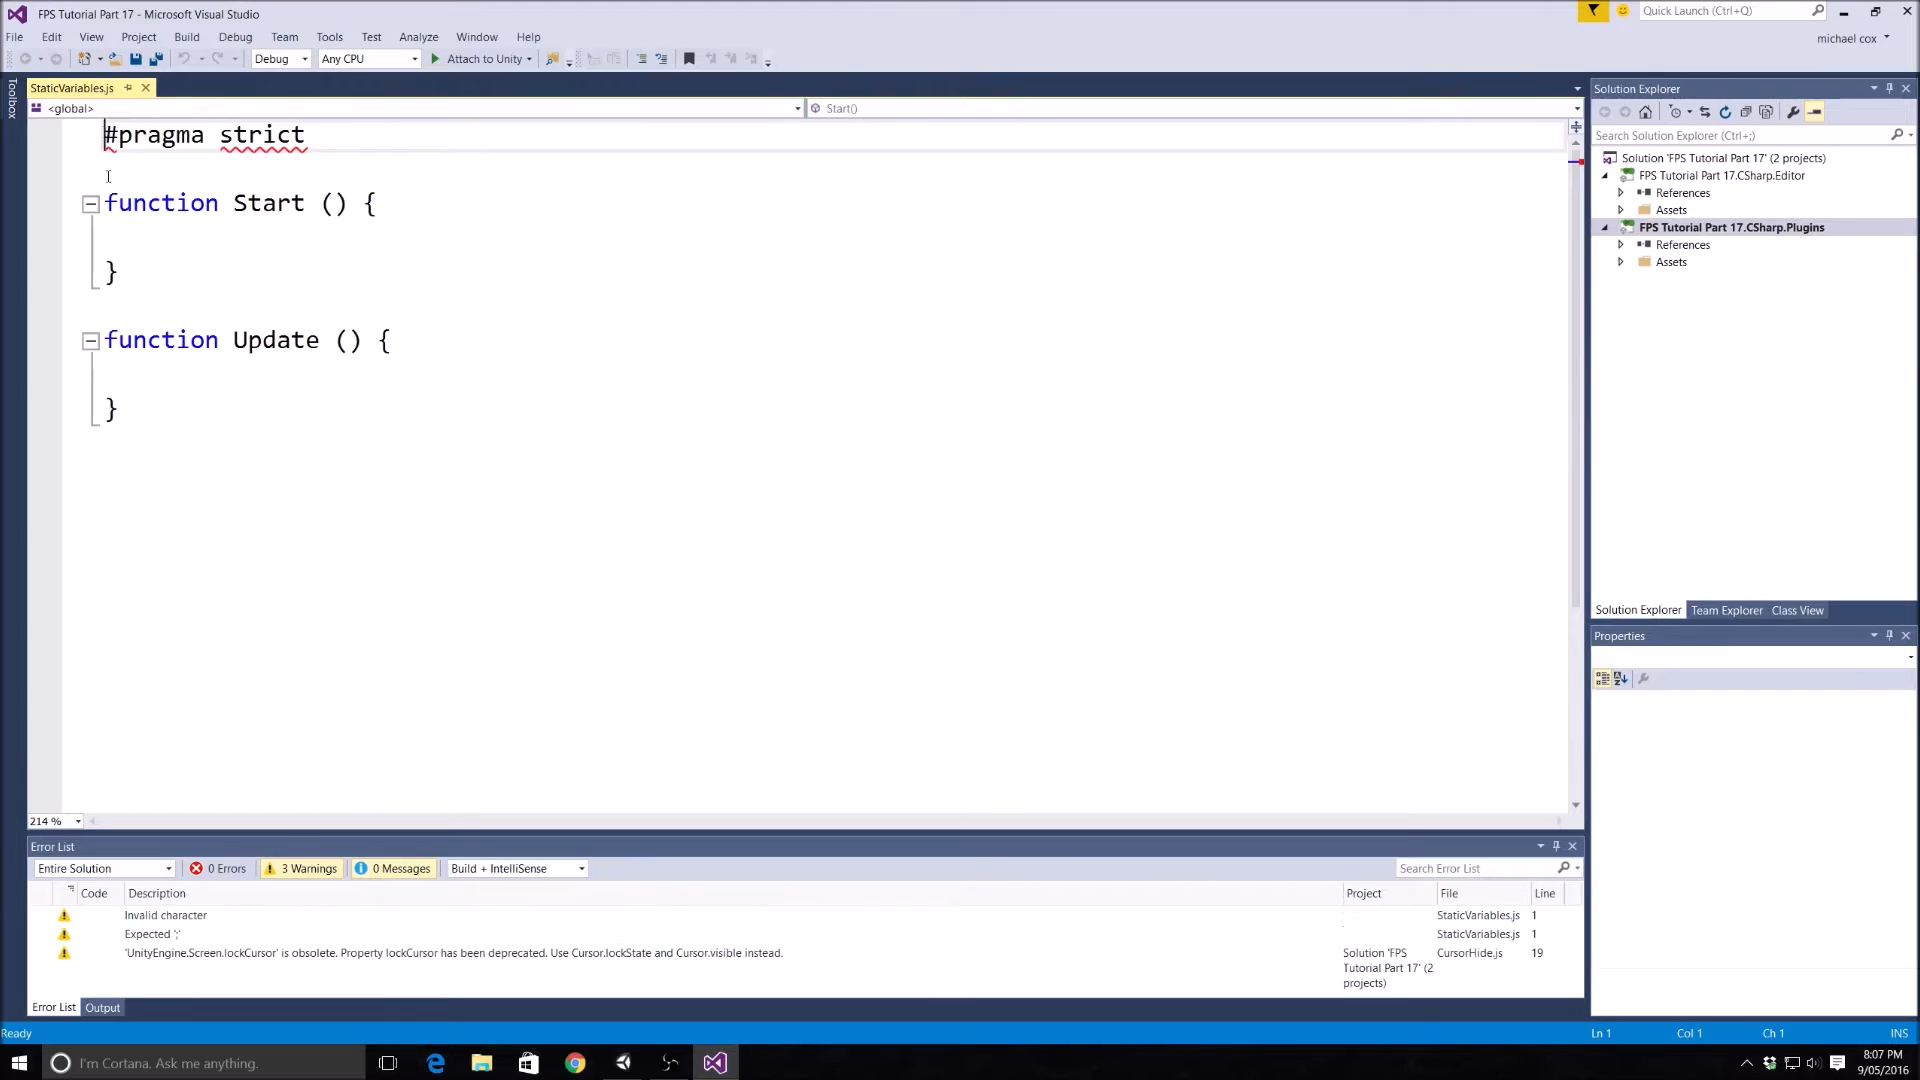 FPS Tutorial Part 17 - Microsoft Visual Studio
Quick Launch (Ctrl+Q)
File Edit View Project Build Debug Team Tools Test Analyze Window Help
michael cox
Debug Any CPU Attach to Unity
Toolbox
StaticVariables.js
<global> Start()
#pragma strict
function Start () {
}
function Update () {
}
214 %
Solution Explorer
Search Solution Explorer (Ctrl+;)
Solution 'FPS Tutorial Part 17' (2 projects)
FPS Tutorial Part 17.CSharp.Editor
References
Assets
FPS Tutorial Part 17.CSharp.Plugins
References
Assets
Solution Explorer Team Explorer Class View
Properties
Error List
Entire Solution 0 Errors 3 Warnings 0 Messages Build + IntelliSense Search Error List
Code Description Project File Line
Invalid character StaticVariables.js 1
Expected ';' StaticVariables.js 1
'UnityEngine.Screen.lockCursor' is obsolete. Property lockCursor has been deprecated. Use Cursor.lockState and Cursor.visible instead. Solution 'FPS CursorHide.js 19
Tutorial Part 17' (2
projects)
Error List Output
Ready Ln 1 Col 1 Ch 1 INS
I'm Cortana. Ask me anything.
8:07 PM
9/05/2016